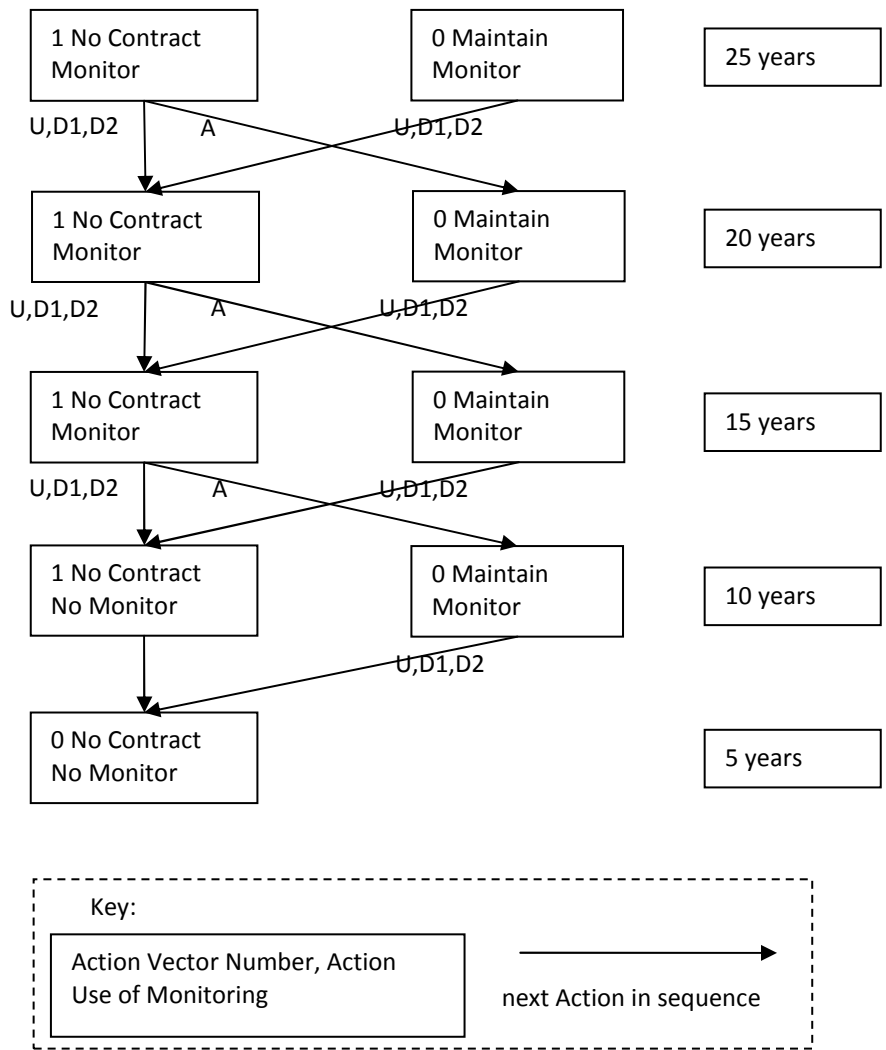 1 No Contract
Monitor
0 Maintain
Monitor
25 years
U,D1,D2
A
U,D1,D2
1 No Contract
Monitor
0 Maintain
Monitor
20 years
U,D1,D2
A
U,D1,D2
1 No Contract
Monitor
0 Maintain
Monitor
15 years
U,D1,D2
A
U,D1,D2
1 No Contract
No Monitor
0 Maintain
Monitor
10 years
U,D1,D2
0 No Contract
No Monitor
5 years
Key:
Action Vector Number, Action
Use of Monitoring
next Action in sequence